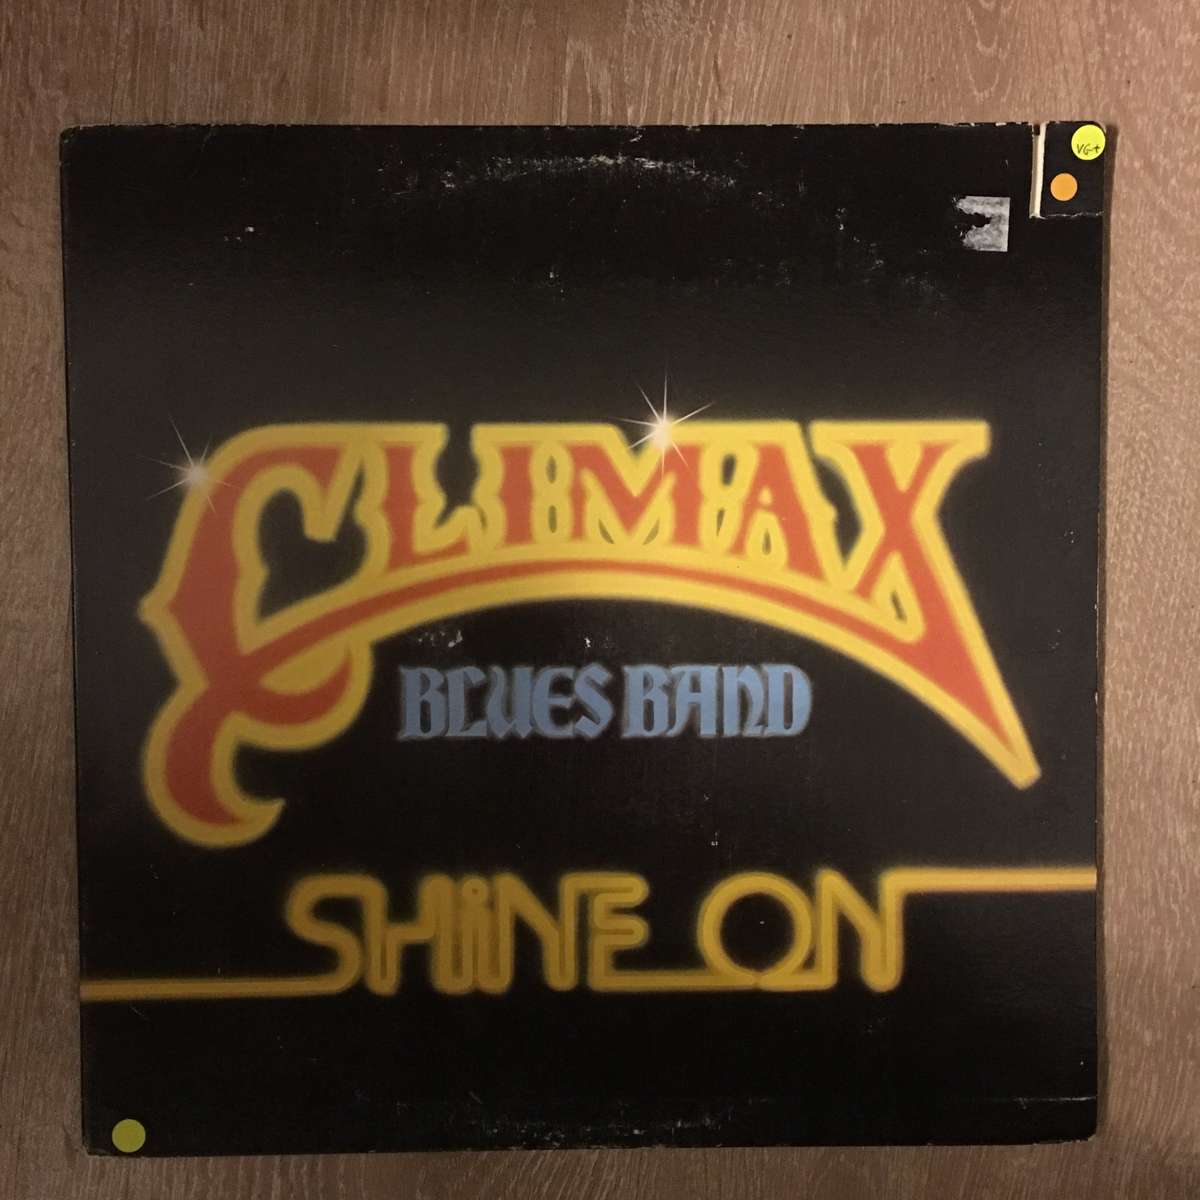 VG+
CLIMAX
BLUES BAND
SHiNE ON